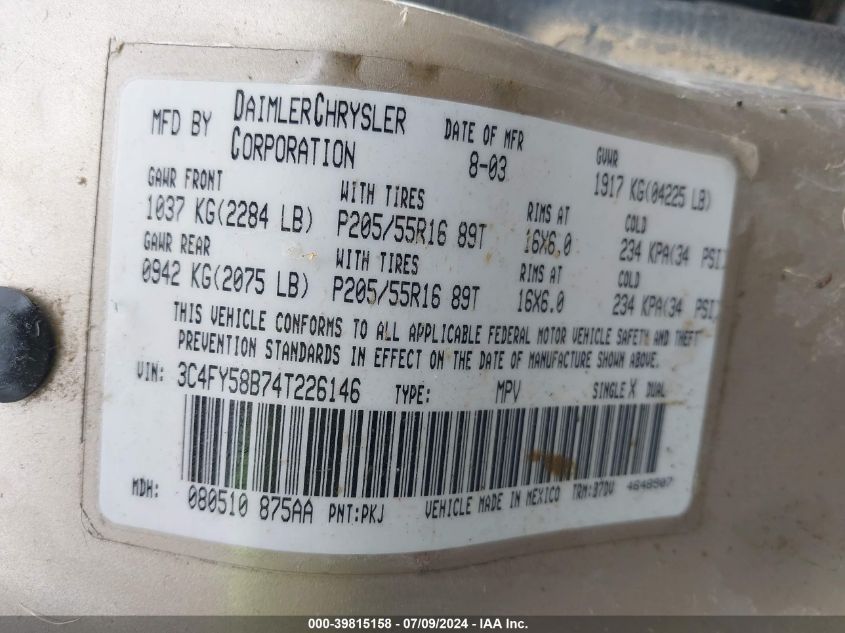 MFD BY DAIMLERCHRYSLER CORPORATION
DATE OF MFR 8-03
GVWR 1917 KG(04225 LB)
GAWR FRONT WITH TIRES RIMS AT COLD
1037 KG(2284 LB) P205/55R16 89T 16X6.0 234 KPA(34 PSI)
GAWR REAR WITH TIRES RIMS AT COLD
0942 KG(2075 LB) P205/55R16 89T 16X6.0 234 KPA(34 PSI)
THIS VEHICLE CONFORMS TO ALL APPLICABLE FEDERAL MOTOR VEHICLE SAFETY AND THEFT
PREVENTION STANDARDS IN EFFECT ON THE DATE OF MANUFACTURE SHOWN ABOVE.
VIN: 3C4FY58B74T226146 TYPE: MPV SINGLE X DUAL
MDH: 080510 875AA PNT:PKJ VEHICLE MADE IN MEXICO TRM:B7DV 4648907
000-39815158 - 07/09/2024 - IAA Inc.